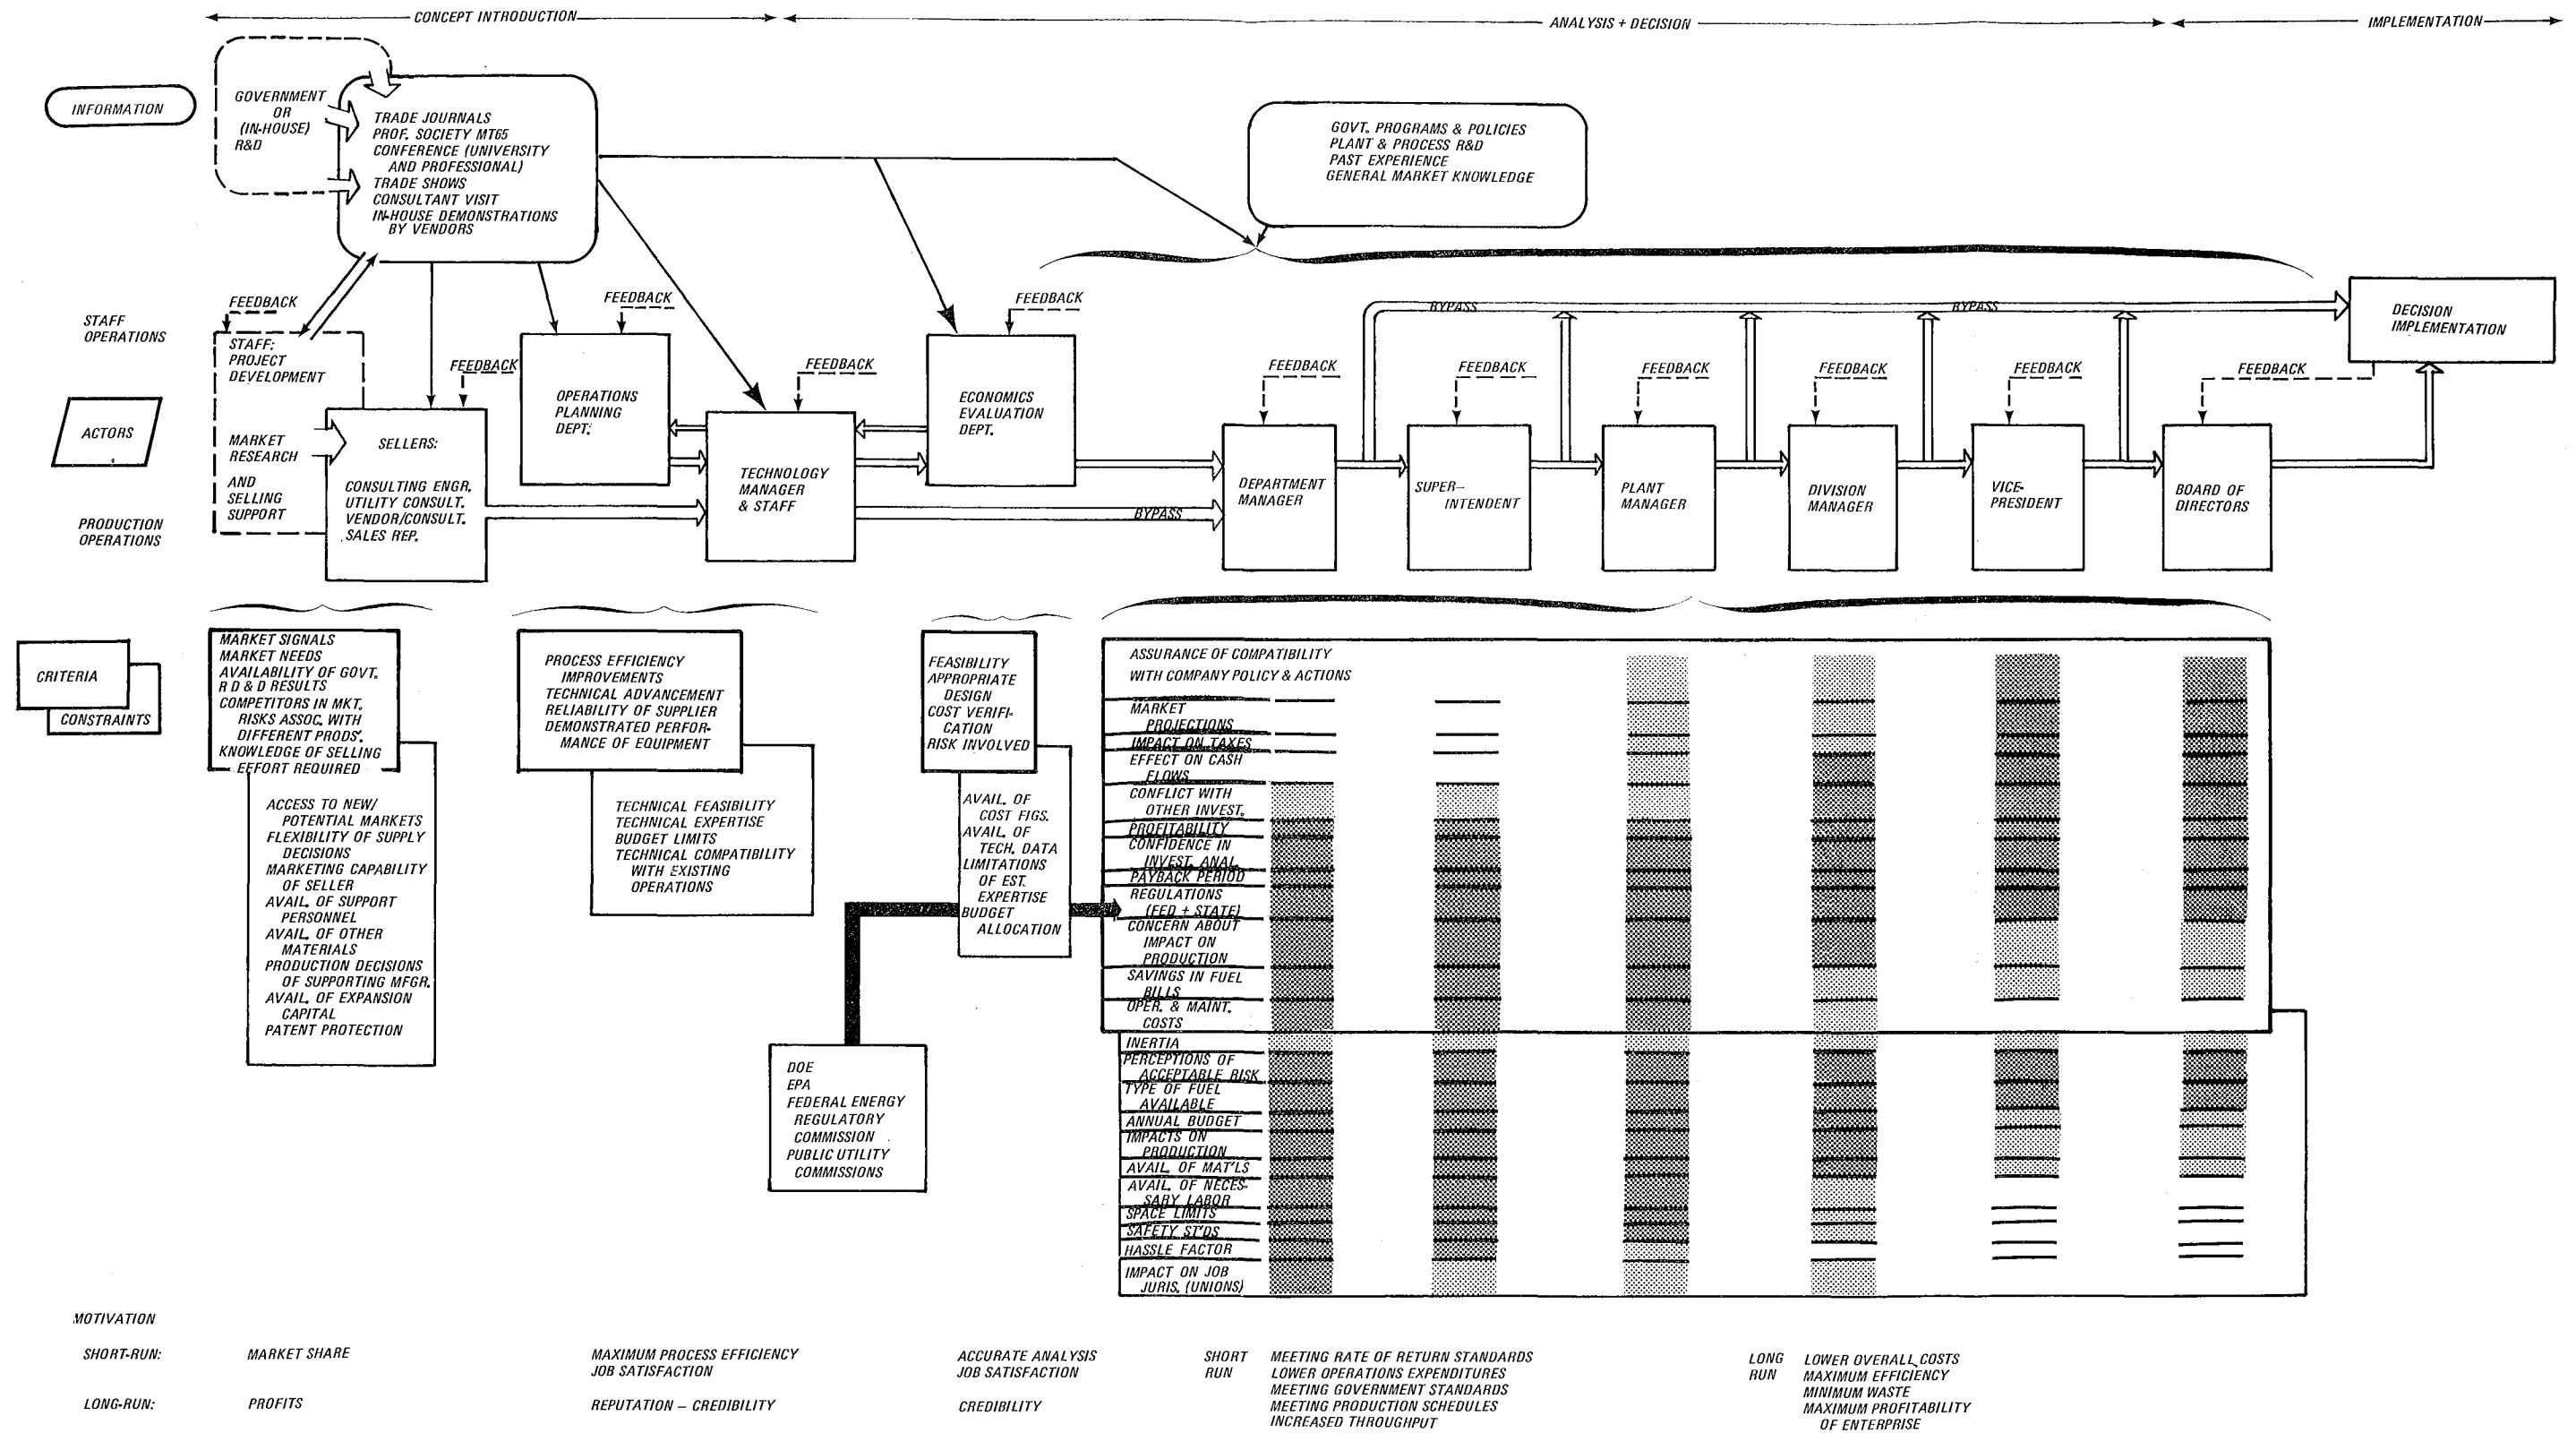 CONCEPT INTRODUCTION
ANALYSIS + DECISION
IMPLEMENTATION
INFORMATION
GOVERNMENT
OR
(IN-HOUSE)
R&D
TRADE JOURNALS
PROF. SOCIETY MT65
CONFERENCE (UNIVERSITY
AND PROFESSIONAL)
TRADE SHOWS
CONSULTANT VISIT
IN-HOUSE DEMONSTRATIONS
BY VENDORS
GOVT. PROGRAMS & POLICIES
PLANT & PROCESS R&D
PAST EXPERIENCE
GENERAL MARKET KNOWLEDGE
STAFF
OPERATIONS
ACTORS
PRODUCTION
OPERATIONS
FEEDBACK
STAFF:
PROJECT
DEVELOPMENT
MARKET
RESEARCH
AND
SELLING
SUPPORT
FEEDBACK
SELLERS:
CONSULTING ENGR.
UTILITY CONSULT.
VENDOR/CONSULT.
SALES REP.
FEEDBACK
OPERATIONS
PLANNING
DEPT.
FEEDBACK
TECHNOLOGY
MANAGER
& STAFF
FEEDBACK
ECONOMICS
EVALUATION
DEPT.
BYPASS
FEEDBACK
DEPARTMENT
MANAGER
BYPASS
FEEDBACK
SUPER-
INTENDENT
FEEDBACK
PLANT
MANAGER
FEEDBACK
DIVISION
MANAGER
BYPASS
FEEDBACK
VICE-
PRESIDENT
FEEDBACK
BOARD OF
DIRECTORS
DECISION
IMPLEMENTATION
CRITERIA
CONSTRAINTS
MARKET SIGNALS
MARKET NEEDS
AVAILABILITY OF GOVT.
R D & D RESULTS
COMPETITORS IN MKT.
RISKS ASSOC. WITH
DIFFERENT PRODS.
KNOWLEDGE OF SELLING
EFFORT REQUIRED
ACCESS TO NEW/
POTENTIAL MARKETS
FLEXIBILITY OF SUPPLY
DECISIONS
MARKETING CAPABILITY
OF SELLER
AVAIL. OF SUPPORT
PERSONNEL
AVAIL. OF OTHER
MATERIALS
PRODUCTION DECISIONS
OF SUPPORTING MFGR.
AVAIL. OF EXPANSION
CAPITAL
PATENT PROTECTION
PROCESS EFFICIENCY
IMPROVEMENTS
TECHNICAL ADVANCEMENT
RELIABILITY OF SUPPLIER
DEMONSTRATED PERFOR-
MANCE OF EQUIPMENT
TECHNICAL FEASIBILITY
TECHNICAL EXPERTISE
BUDGET LIMITS
TECHNICAL COMPATIBILITY
WITH EXISTING
OPERATIONS
FEASIBILITY
APPROPRIATE
DESIGN
COST VERIFI-
CATION
RISK INVOLVED
AVAIL. OF
COST FIGS.
AVAIL. OF
TECH. DATA
LIMITATIONS
OF EST.
EXPERTISE
BUDGET
ALLOCATION
DOE
EPA
FEDERAL ENERGY
REGULATORY
COMMISSION
PUBLIC UTILITY
COMMISSIONS
ASSURANCE OF COMPATIBILITY
WITH COMPANY POLICY & ACTIONS
MARKET
PROJECTIONS
IMPACT ON TAXES
EFFECT ON CASH
FLOWS
CONFLICT WITH
OTHER INVEST.
PROFITABILITY
CONFIDENCE IN
INVEST. ANAL.
PAYBACK PERIOD
REGULATIONS
(FED + STATE)
CONCERN ABOUT
IMPACT ON
PRODUCTION
SAVINGS IN FUEL
BILLS
OPER. & MAINT.
COSTS
INERTIA
PERCEPTIONS OF
ACCEPTABLE RISK
TYPE OF FUEL
AVAILABLE
ANNUAL BUDGET
IMPACTS ON
PRODUCTION
AVAIL. OF MAT'LS
AVAIL. OF NECES-
SARY LABOR
SPACE LIMITS
SAFETY ST'DS
HASSLE FACTOR
IMPACT ON JOB
JURIS. (UNIONS)
MOTIVATION
SHORT-RUN:
MARKET SHARE
MAXIMUM PROCESS EFFICIENCY
JOB SATISFACTION
ACCURATE ANALYSIS
JOB SATISFACTION
LONG-RUN:
PROFITS
REPUTATION – CREDIBILITY
CREDIBILITY
SHORT
RUN
MEETING RATE OF RETURN STANDARDS
LOWER OPERATIONS EXPENDITURES
MEETING GOVERNMENT STANDARDS
MEETING PRODUCTION SCHEDULES
INCREASED THROUGHPUT
LONG
RUN
LOWER OVERALL COSTS
MAXIMUM EFFICIENCY
MINIMUM WASTE
MAXIMUM PROFITABILITY
OF ENTERPRISE